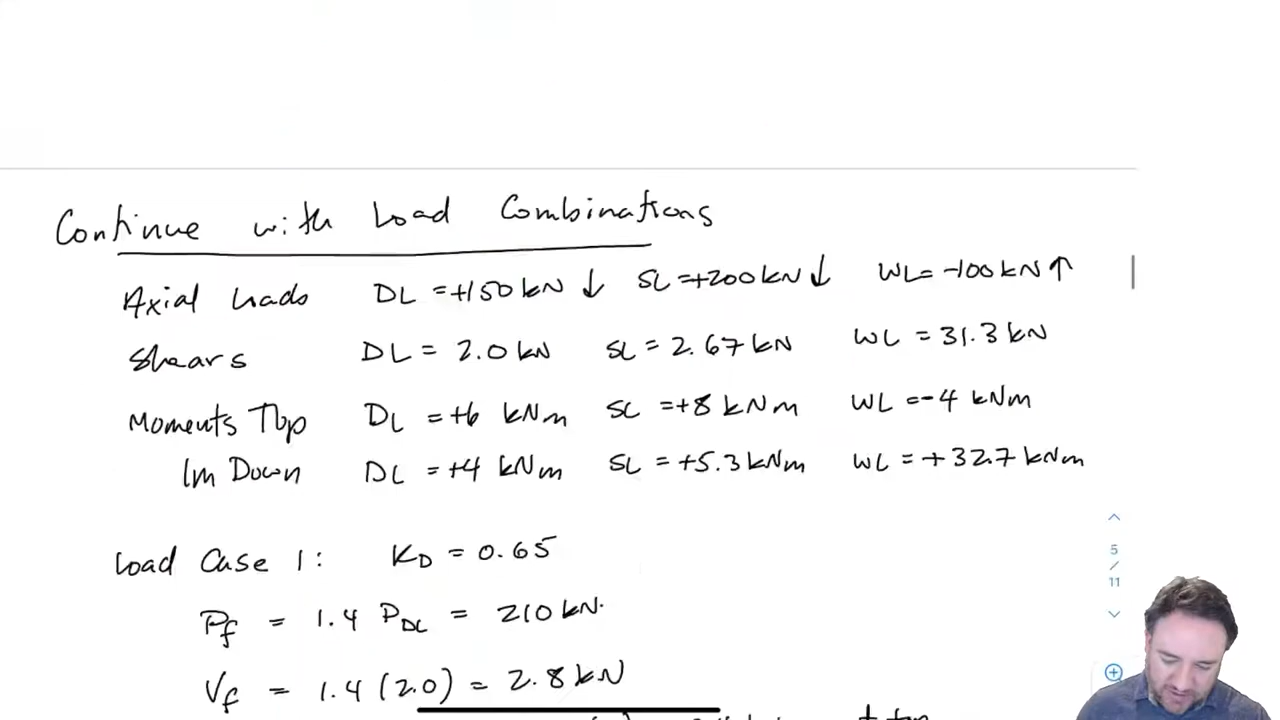 Continue with Load Combinations
Axial Loads DL = +150 kN ↓ SL = +200 kN ↓ WL = -100 kN ↑
Shears DL = 2.0 kN SL = 2.67 kN WL = 31.3 kN
Moments Top DL = +6 kNm SL = +8 kNm WL = -4 kNm
1m Down DL = +4 kNm SL = +5.3 kNm WL = +32.7 kNm
Load Case 1: KD = 0.65
Pf = 1.4 PDL = 210 kN.
Vf = 1.4 (2.0) = 2.8 kN
5
/
11